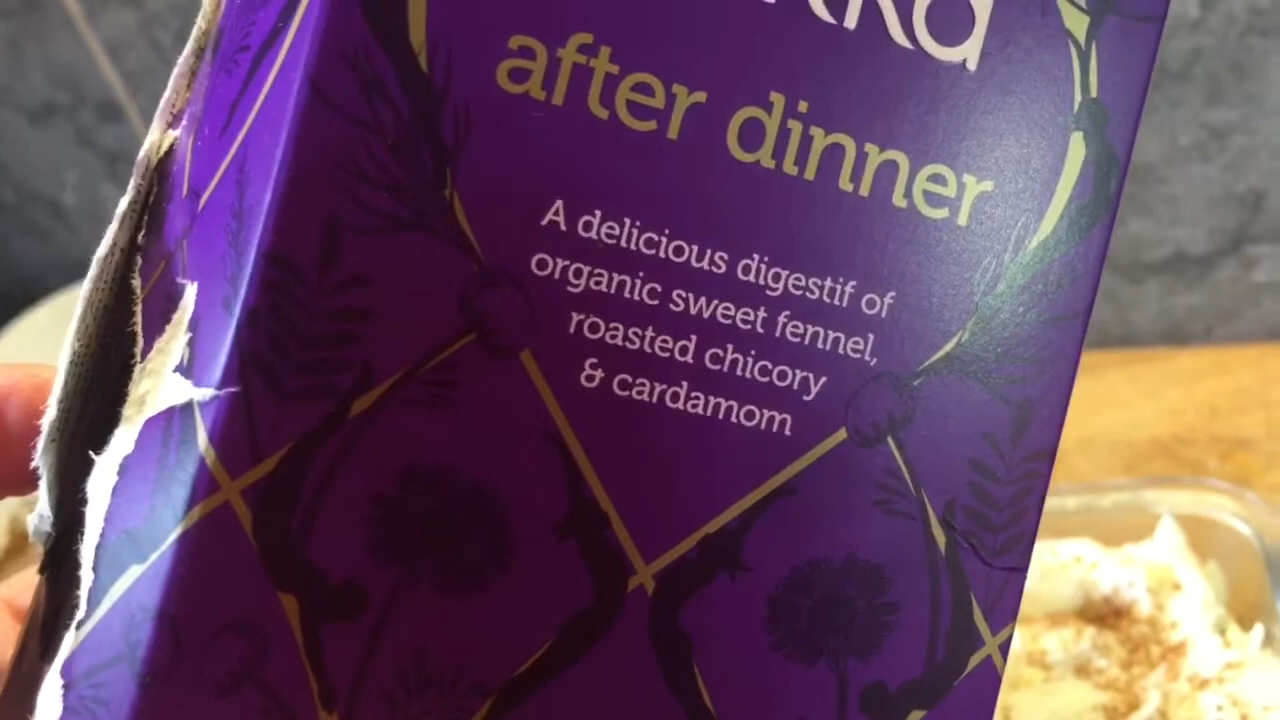 after dinner
A delicious digestif of
organic sweet fennel,
roasted chicory
& cardamom